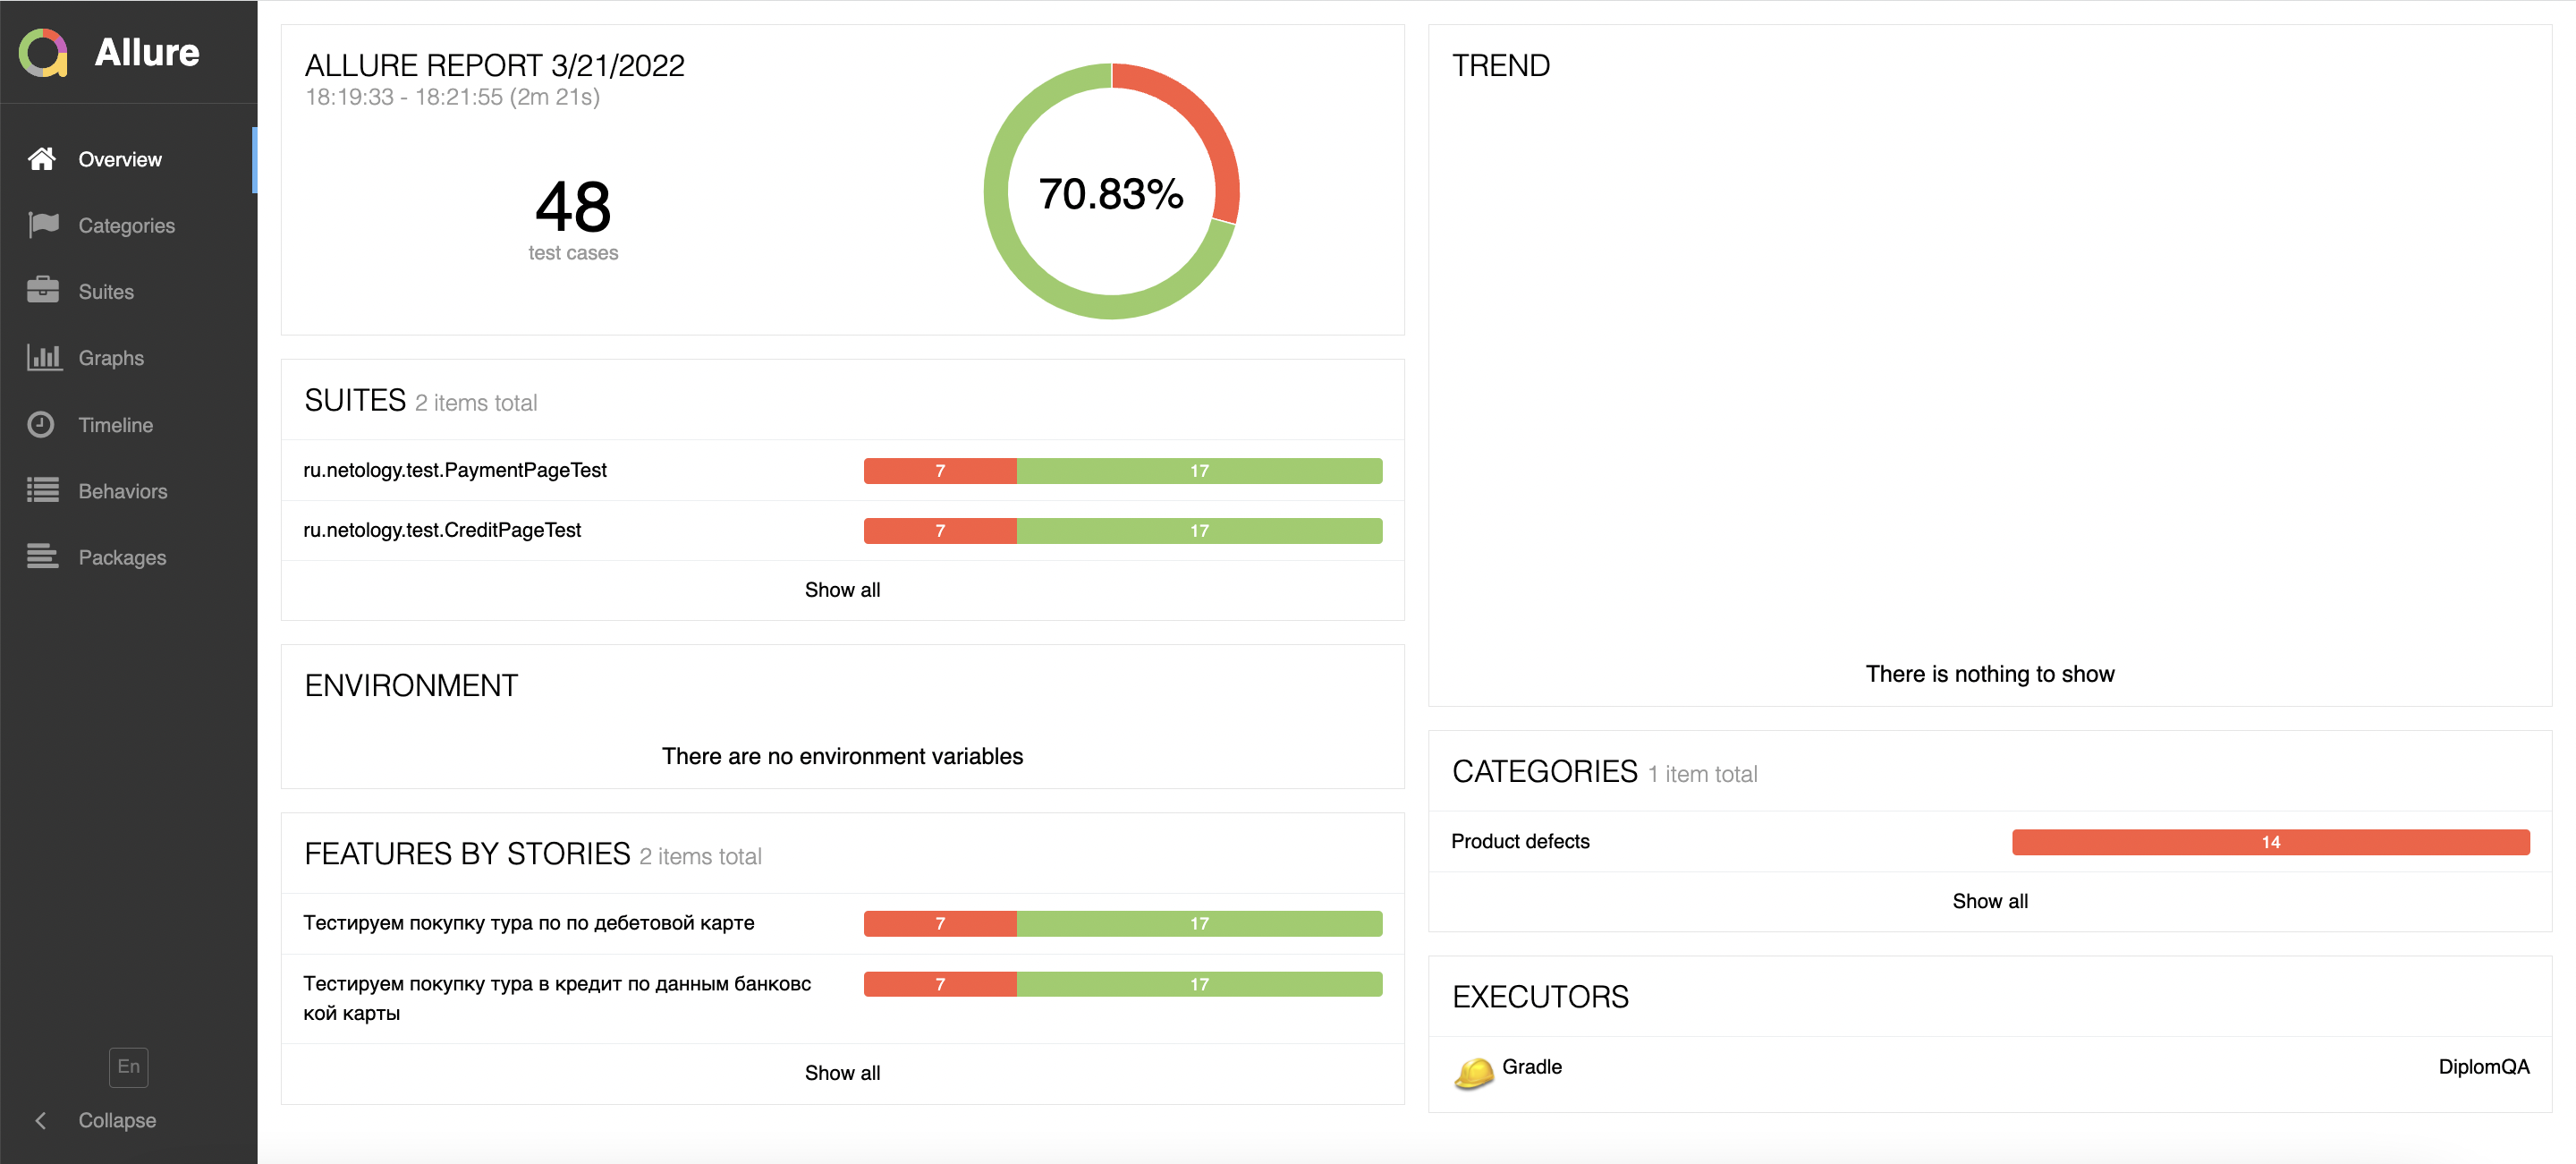 Allure
Overview
Categories
Suites
Graphs
Timeline
Behaviors
Packages
En
Collapse
ALLURE REPORT 3/21/2022
18:19:33 - 18:21:55 (2m 21s)
48
test cases
70.83%
SUITES 2 items total
ru.netology.test.PaymentPageTest 7 17
ru.netology.test.CreditPageTest 7 17
Show all
ENVIRONMENT
There are no environment variables
FEATURES BY STORIES 2 items total
Тестируем покупку тура по по дебетовой карте 7 17
Тестируем покупку тура в кредит по данным банковс 7 17
кой карты
Show all
TREND
There is nothing to show
CATEGORIES 1 item total
Product defects 14
Show all
EXECUTORS
Gradle DiplomQA